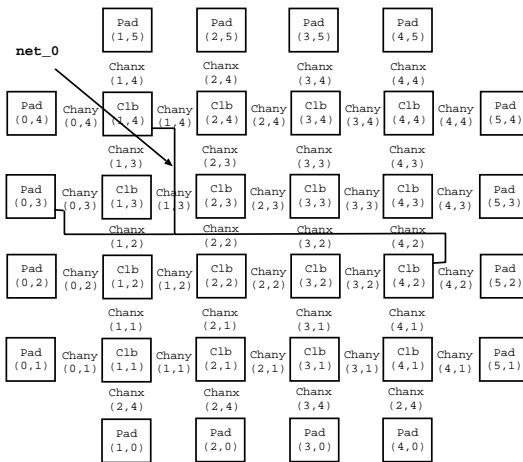 Pad Pad Pad Pad
(1,5) (2,5) (3,5) (4,5)
net_0
Chanx Chanx Chanx Chanx
(1,4) (2,4) (3,4) (4,4)
Pad Chany Clb Chany Clb Chany Clb Chany Clb Chany Pad
(0,4) (0,4) (1,4) (1,4) (2,4) (2,4) (3,4) (3,4) (4,4) (4,4) (5,4)
Chanx Chanx Chanx Chanx
(1,3) (2,3) (3,3) (4,3)
Pad Chany Clb Chany Clb Chany Clb Chany Clb Chany Pad
(0,3) (0,3) (1,3) (1,3) (2,3) (2,3) (3,3) (3,3) (4,3) (4,3) (5,3)
Chanx Chanx Chanx Chanx
(1,2) (2,2) (3,2) (4,2)
Pad Chany Clb Chany Clb Chany Clb Chany Clb Chany Pad
(0,2) (0,2) (1,2) (1,2) (2,2) (2,2) (3,2) (3,2) (4,2) (4,2) (5,2)
Chanx Chanx Chanx Chanx
(1,1) (2,1) (3,1) (4,1)
Pad Chany Clb Chany Clb Chany Clb Chany Clb Chany Pad
(0,1) (0,1) (1,1) (1,1) (2,1) (2,1) (3,1) (3,1) (4,1) (4,1) (5,1)
Chanx Chanx Chanx Chanx
(2,4) (2,4) (3,4) (2,4)
Pad Pad Pad Pad
(1,0) (2,0) (3,0) (4,0)